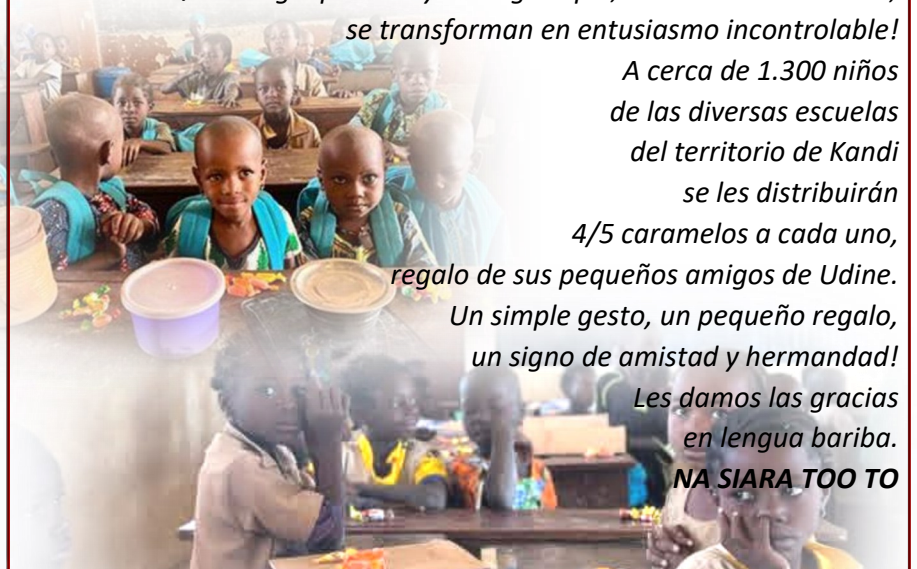 se transforman en entusiasmo incontrolable!
A cerca de 1.300 niños
de las diversas escuelas
del territorio de Kandi
se les distribuirán
4/5 caramelos a cada uno,
regalo de sus pequeños amigos de Udine.
Un simple gesto, un pequeño regalo,
un signo de amistad y hermandad!
Les damos las gracias
en lengua bariba.
NA SIARA TOO TO